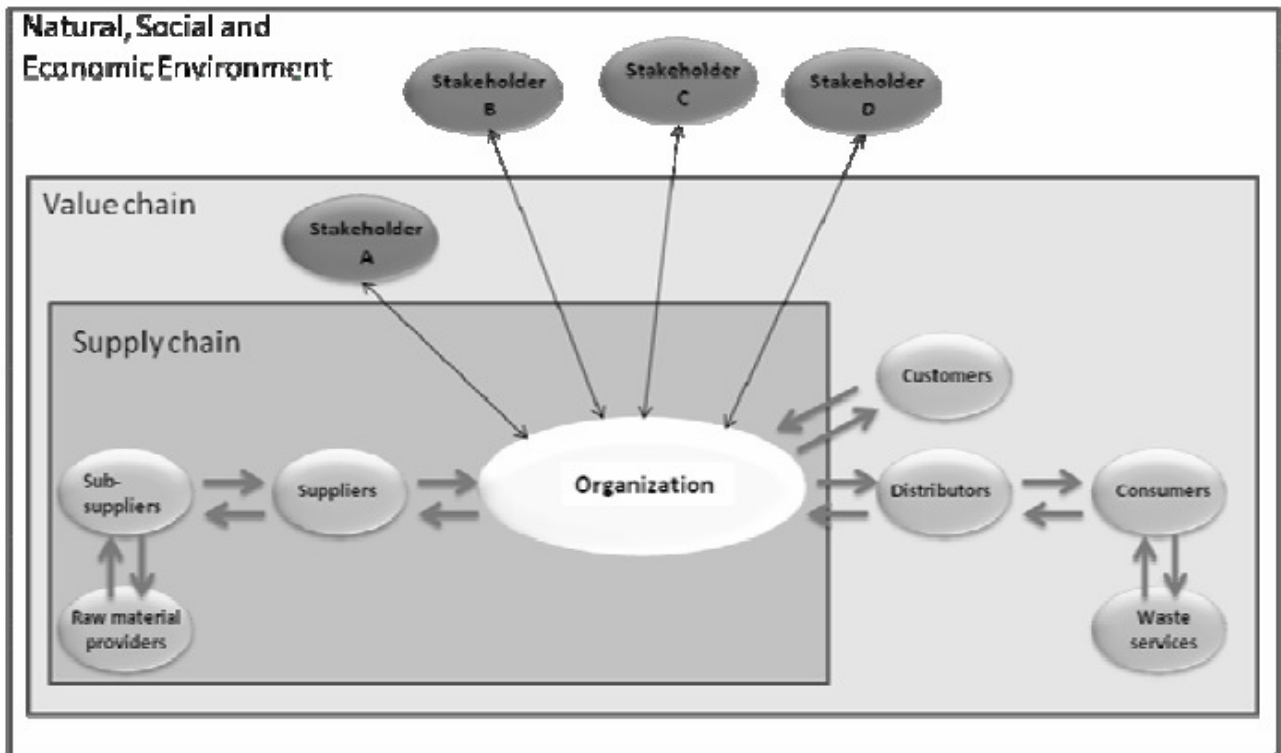 Natural, Social and
Economic Environment
Stakeholder
B
Stakeholder
C
Stakeholder
D
Value chain
Stakeholder
A
Supply chain
Customers
Sub-
suppliers
Suppliers
Organization
Distributors
Consumers
Raw material
providers
Waste
services